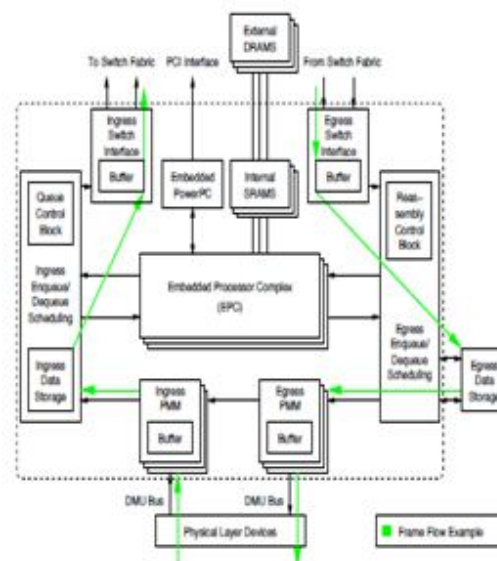 External
DRAMS
To Switch Fabric
PCI Interface
From Switch Fabric
Ingress
Switch
Interface
Buffer
Embedded
PowerPC
Internal
SRAMS
Egress
Switch
Interface
Buffer
Queue
Control
Block
Reas-
sembly
Control
Block
Ingress
Enqueue/
Dequeue
Scheduling
Embedded Processor Complex
(EPC)
Egress
Enqueue/
Dequeue
Scheduling
Ingress
Data
Storage
Egress
Data
Storage
Ingress
PMM
Buffer
Egress
PMM
Buffer
DMU Bus
DMU Bus
Physical Layer Devices
Frame Flow Example